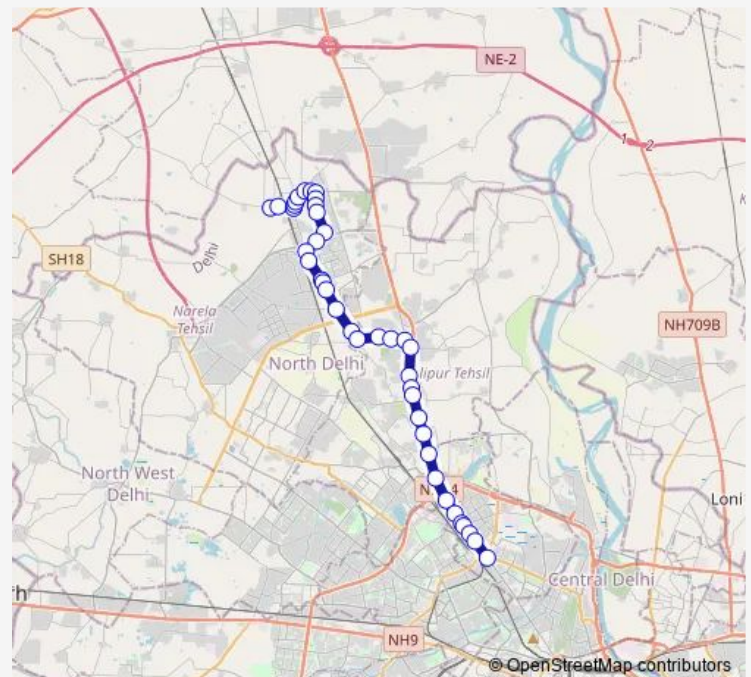 NE-2
1
2
SH18
Delhi
Narela
Tehsil
NH709B
North Delhi
lipur Tehsil
North West
Delhi
Loni
Central Delhi
NH9
© OpenStreetMap contributors